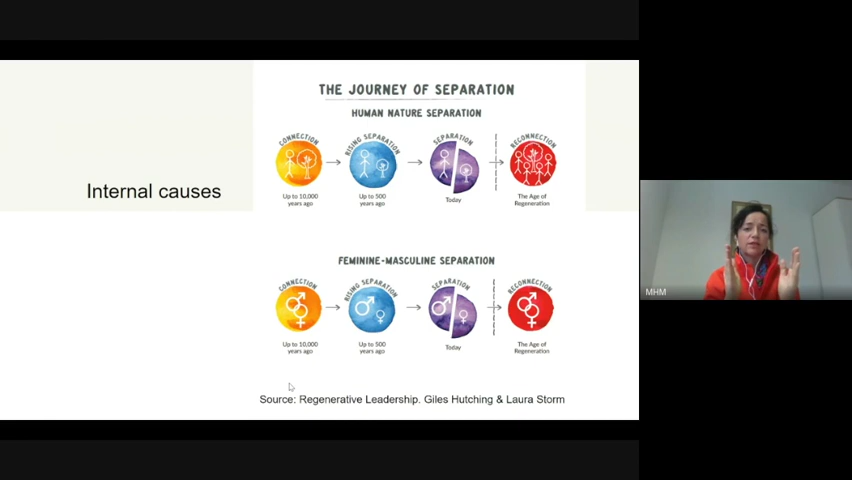 THE JOURNEY OF SEPARATION
HUMAN NATURE SEPARATION
CONNECTION
RISING SEPARATION
SEPARATION
RECONNECTION
Up to 10,000
years ago
Up to 500
years ago
Today
The Age of
Regeneration
Internal causes
FEMININE-MASCULINE SEPARATION
CONNECTION
RISING SEPARATION
SEPARATION
RECONNECTION
Up to 10,000
years ago
Up to 500
years ago
Today
The Age of
Regeneration
Source: Regenerative Leadership. Giles Hutching & Laura Storm
MHM